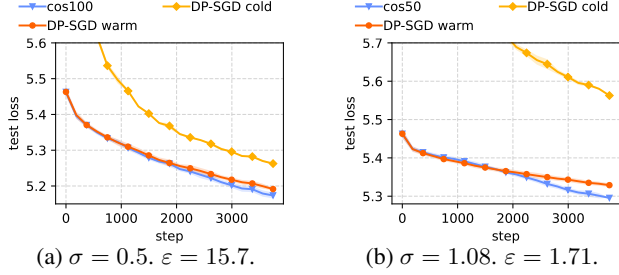 cos100
DP-SGD cold
DP-SGD warm
5.6
5.5
5.4
5.3
5.2
test loss
0
1000
2000
3000
step
(a) σ = 0.5. ε = 15.7.
cos50
DP-SGD cold
DP-SGD warm
5.7
5.6
5.5
5.4
5.3
test loss
0
1000
2000
3000
step
(b) σ = 1.08. ε = 1.71.